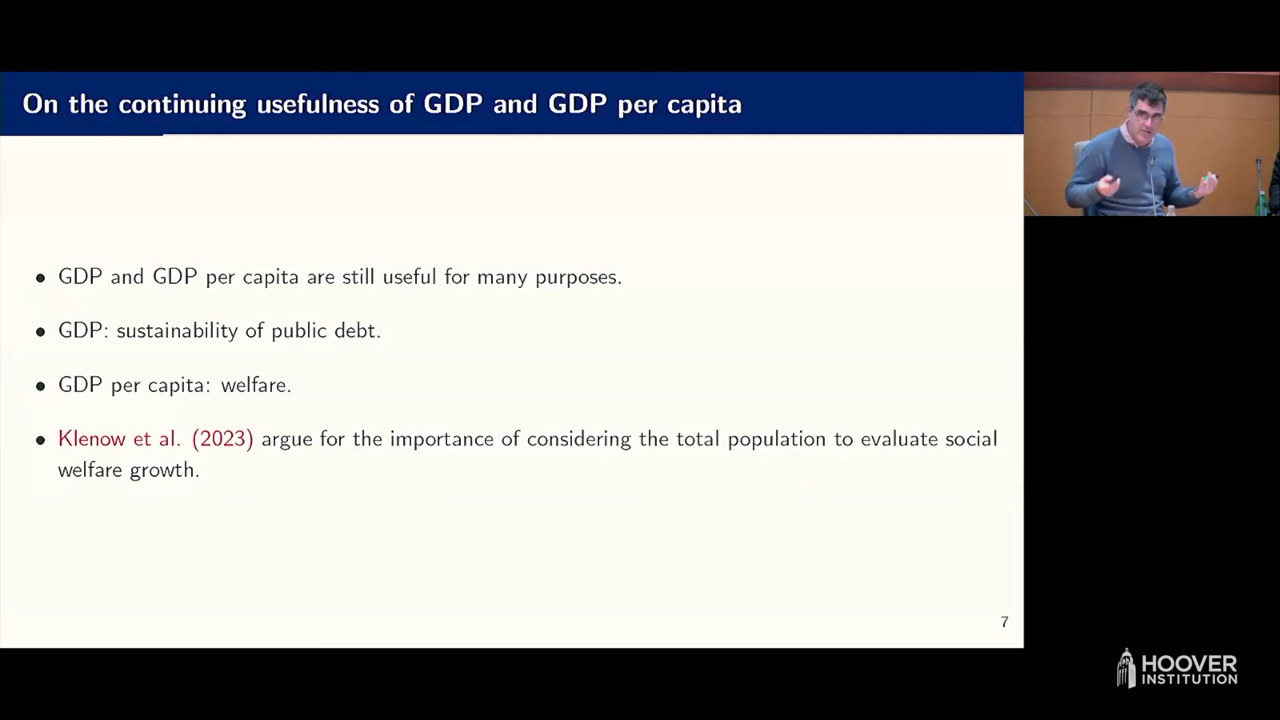 On the continuing usefulness of GDP and GDP per capita
• GDP and GDP per capita are still useful for many purposes.
• GDP: sustainability of public debt.
• GDP per capita: welfare.
• Klenow et al. (2023) argue for the importance of considering the total population to evaluate social
welfare growth.
7
HOOVER
INSTITUTION